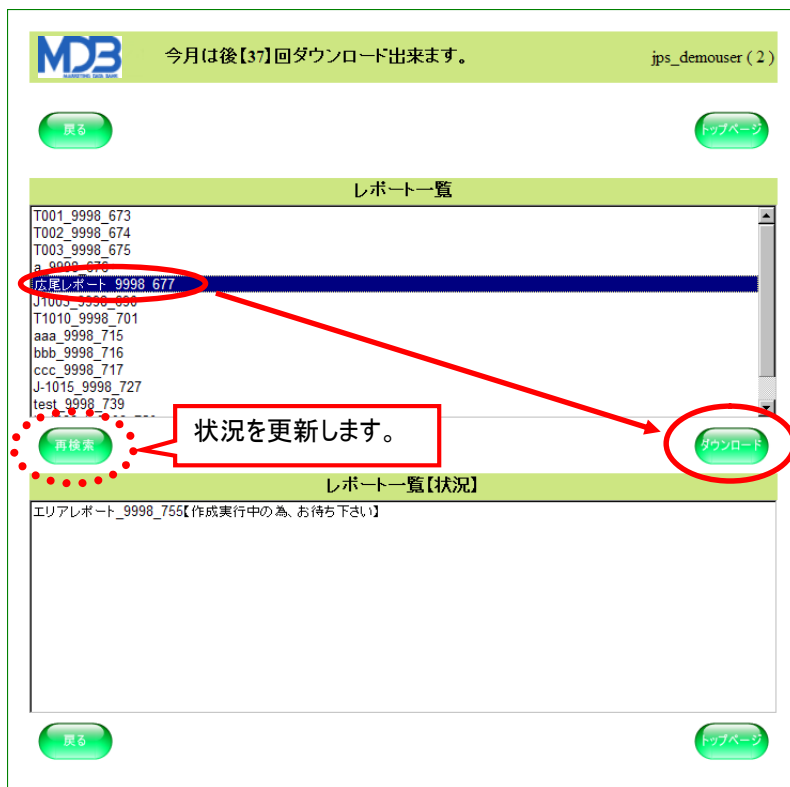 MDB
MARKETING DATA BANK
今月は後【37】回ダウンロード出来ます。
jps_demouser ( 2 )
戻る
トップページ
レポート一覧
T001_9998_673
T002_9998_674
T003_9998_675
a_9998_676
広尾レポート_9998_677
J1005_9998_690
T1010_9998_701
aaa_9998_715
bbb_9998_716
ccc_9998_717
J-1015_9998_727
test_9998_739
再検索
状況を更新します。
ダウンロード
レポート一覧【状況】
エリアレポート_9998_755【作成実行中の為、お待ち下さい】
戻る
トップページ